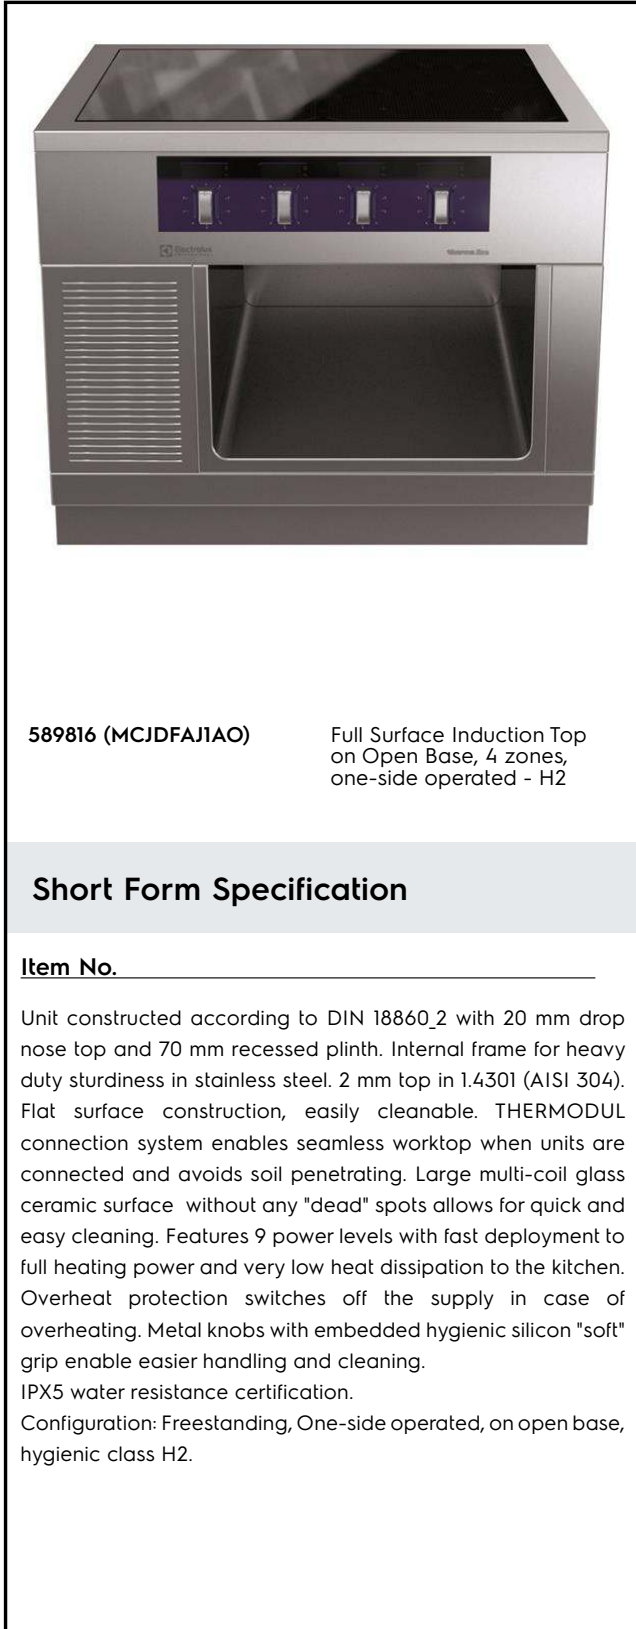 Electrolux
589816 (MCJDFAJ1AO)
Full Surface Induction Top
on Open Base, 4 zones,
one-side operated - H2
Short Form Specification
Item No.
Unit constructed according to DIN 18860_2 with 20 mm drop
nose top and 70 mm recessed plinth. Internal frame for heavy
duty sturdiness in stainless steel. 2 mm top in 1.4301 (AISI 304).
Flat surface construction, easily cleanable. THERMODUL
connection system enables seamless worktop when units are
connected and avoids soil penetrating. Large multi-coil glass
ceramic surface without any "dead" spots allows for quick and
easy cleaning. Features 9 power levels with fast deployment to
full heating power and very low heat dissipation to the kitchen.
Overheat protection switches off the supply in case of
overheating. Metal knobs with embedded hygienic silicon "soft"
grip enable easier handling and cleaning.
IPX5 water resistance certification.
Configuration: Freestanding, One-side operated, on open base,
hygienic class H2.